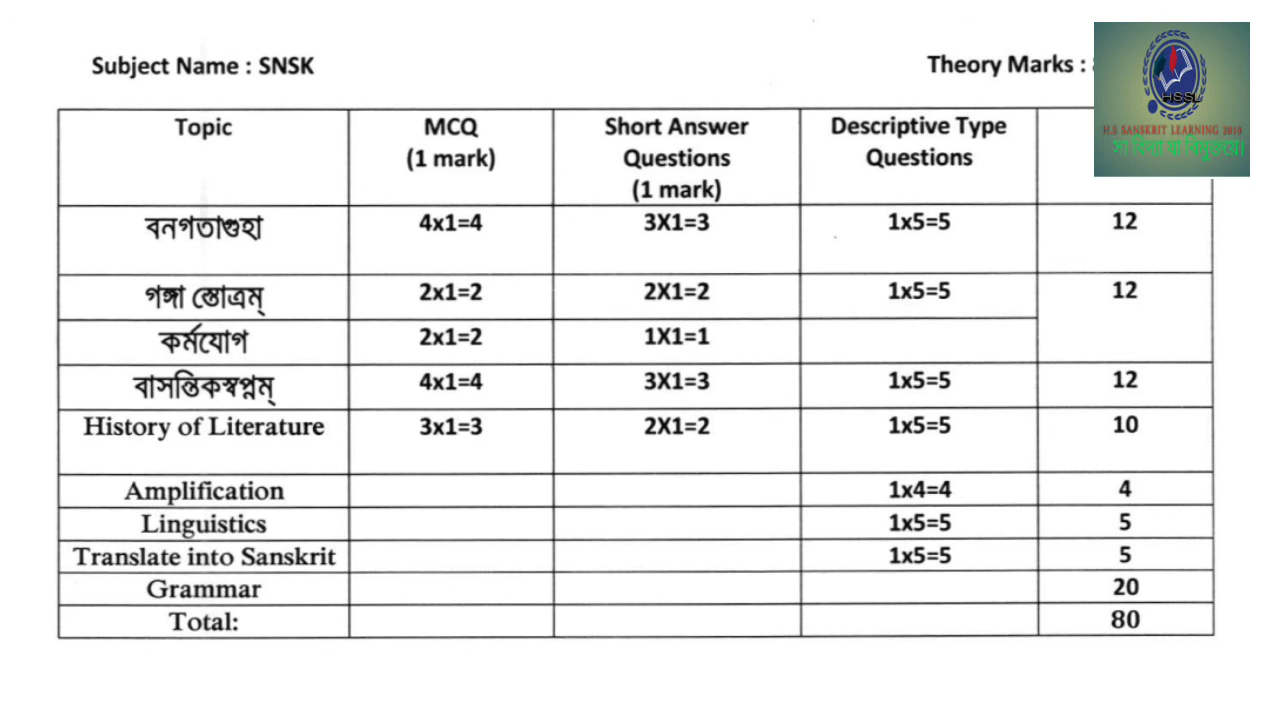 Subject Name : SNSK
Theory Marks :
HSSL
H.S SANSKRIT LEARNING 2019
सा विद्या या विमुक्तये।
Topic MCQ (1 mark) Short Answer Questions (1 mark) Descriptive Type Questions
বনগতাগুহা 4x1=4 3X1=3 1x5=5 12
গঙ্গা স্তোত্রম্ 2x1=2 2X1=2 1x5=5 12
কর্মযোগ 2x1=2 1X1=1
বাসন্তিকস্বপ্নম্ 4x1=4 3X1=3 1x5=5 12
History of Literature 3x1=3 2X1=2 1x5=5 10
Amplification 1x4=4 4
Linguistics 1x5=5 5
Translate into Sanskrit 1x5=5 5
Grammar 20
Total: 80